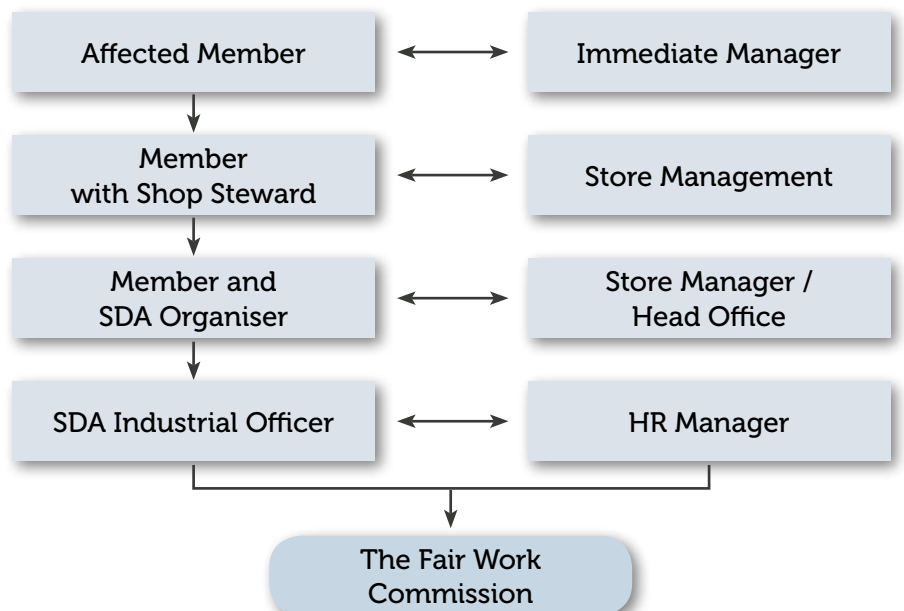 Affected Member
Immediate Manager
Member
with Shop Steward
Store Management
Member and
SDA Organiser
Store Manager /
Head Office
SDA Industrial Officer
HR Manager
The Fair Work
Commission